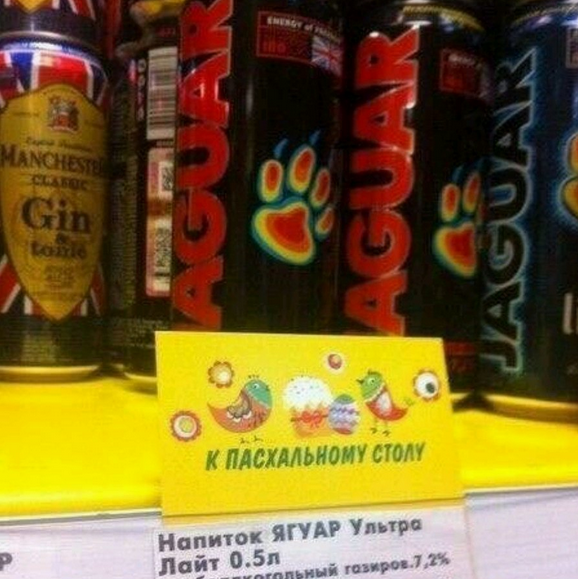 MANCHESTER
CLASSIC
Gin
&
tonic
JAGUAR
JAGUAR
JAGUAR
К ПАСХАЛЬНОМУ СТОЛУ
Напиток ЯГУАР Ультра
Лайт 0.5л
газиров.7,2%